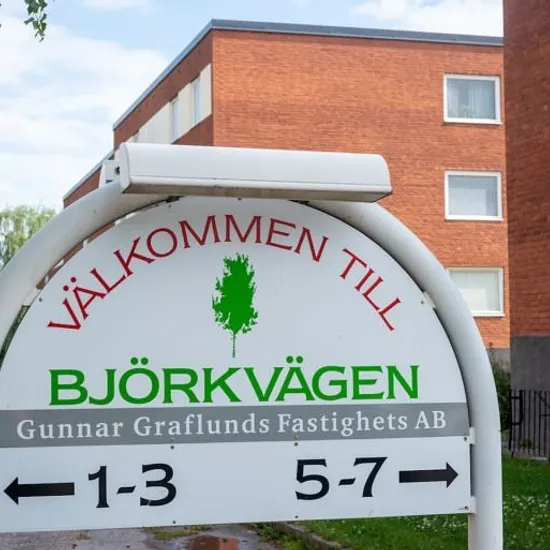 VÄLKOMMEN TILL
BJÖRKVÄGEN
Gunnar Graflunds Fastighets AB
← 1-3 5-7 →